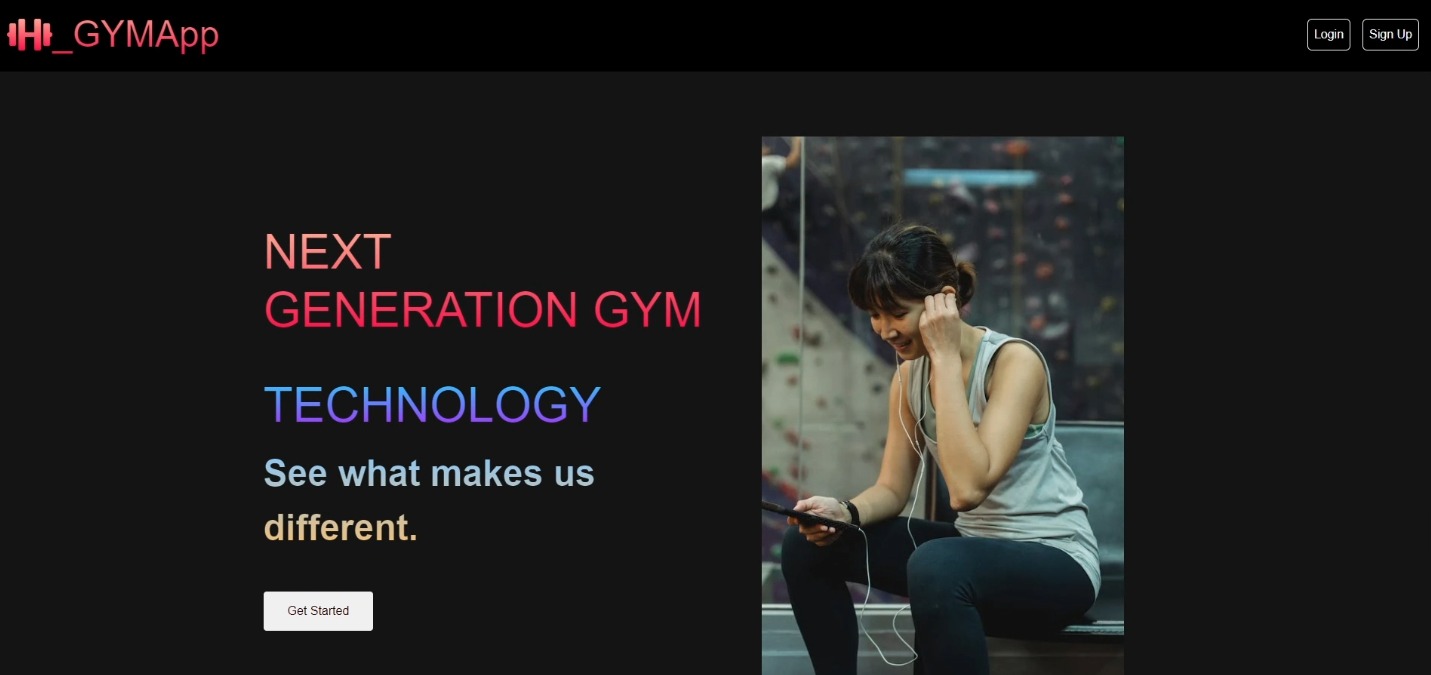 _GYMApp
Login
Sign Up
NEXT
GENERATION GYM
TECHNOLOGY
See what makes us
different.
Get Started